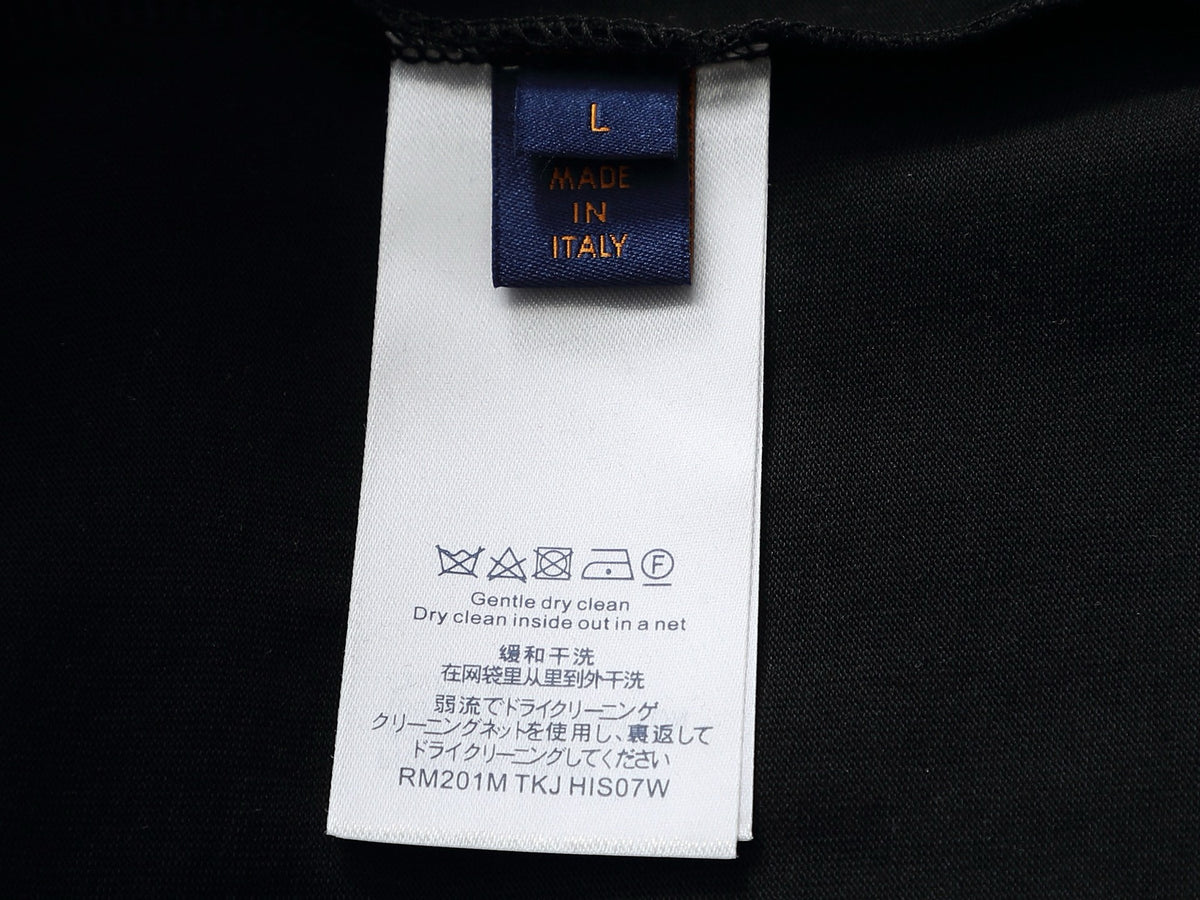 L
MADE
IN
ITALY
F
Gentle dry clean
Dry clean inside out in a net
缓和干洗
在网袋里从里到外干洗
弱流でドライクリーニンゲ
クリーニングネットを使用し、裏返して
ドライクリーニングしてください
RM201M TKJ HIS07W